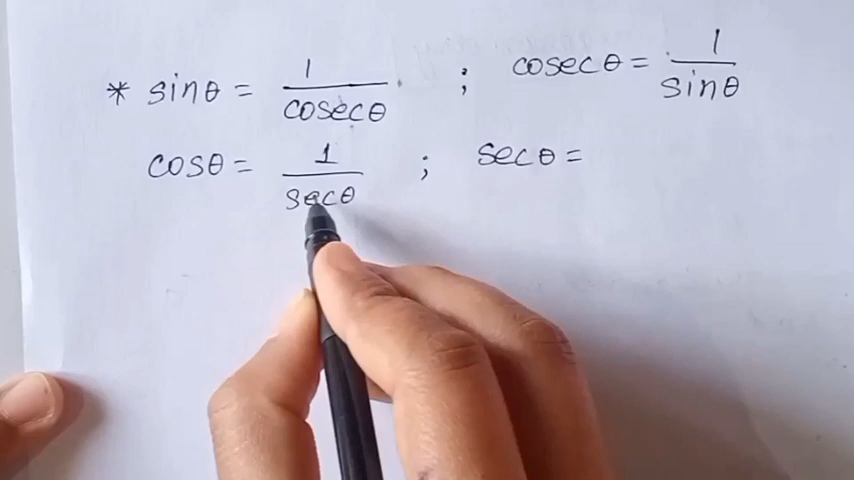 * sinθ = 1/cosecθ ; cosecθ = 1/sinθ
cosθ = 1/secθ ; secθ =